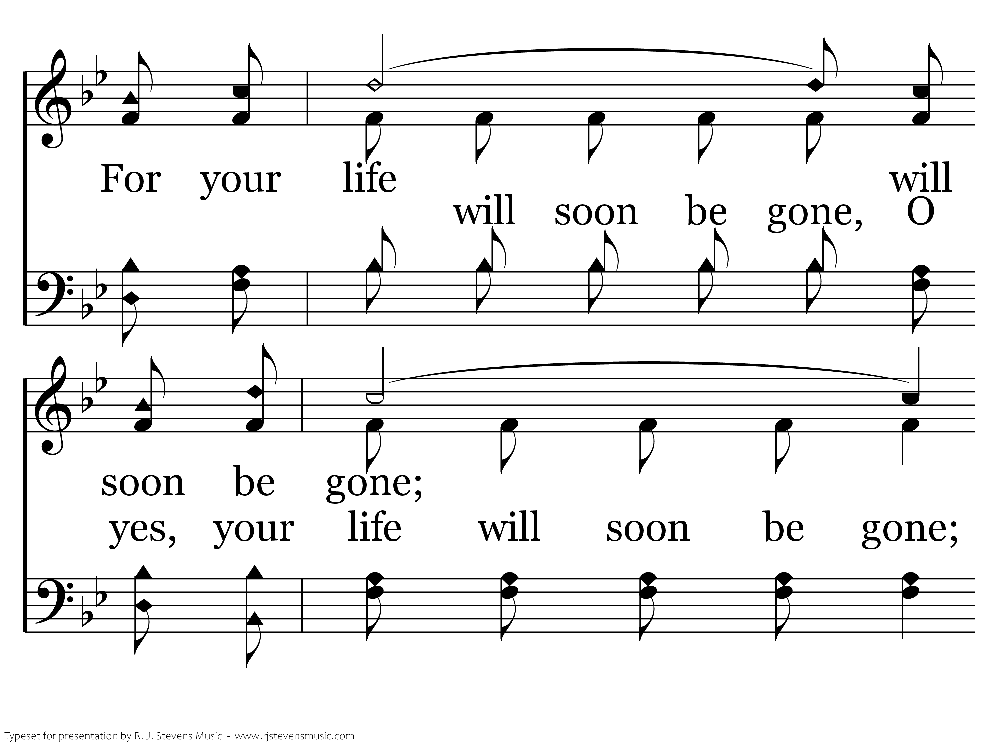 For your life will
will soon be gone, O
soon be gone;
yes, your life will soon be gone;
Typeset for presentation by R. J. Stevens Music - www.rjstevensmusic.com